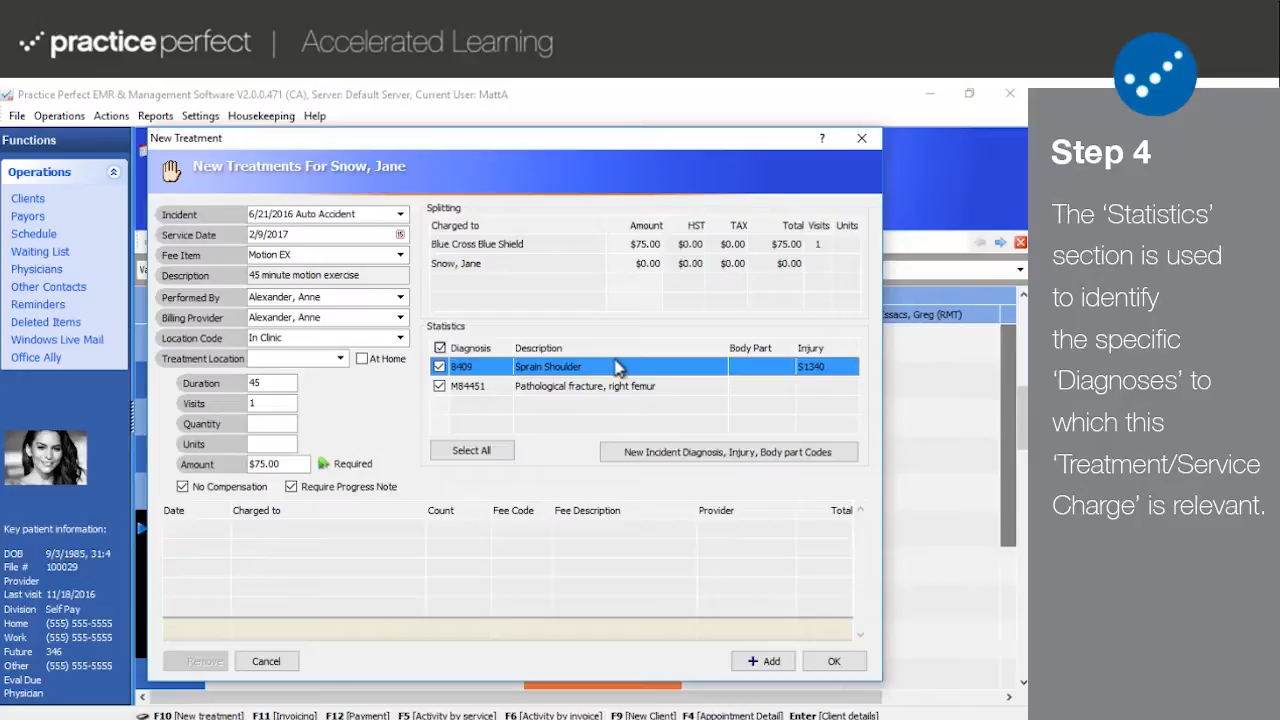 practice perfect | Accelerated Learning
Practice Perfect EMR & Management Software V2.0.0.471 (CA), Server: Default Server, Current User: MattA
File Operations Actions Reports Settings Housekeeping Help
Functions
Operations
Clients
Payors
Schedule
Waiting List
Physicians
Other Contacts
Reminders
Deleted Items
Windows Live Mail
Office Ally
Key patient information:
DOB 9/3/1985, 31:4
File # 100029
Provider
Last visit 11/18/2016
Division Self Pay
Home (555) 555-5555
Work (555) 555-5555
Future 346
Other (555) 555-5555
Eval Due
Physician
New Treatment ?
New Treatments For Snow, Jane
Incident 6/21/2016 Auto Accident
Service Date 2/9/2017
Fee Item Motion EX
Description 45 minute motion exercise
Performed By Alexander, Anne
Billing Provider Alexander, Anne
Location Code In Clinic
Treatment Location At Home
Duration 45
Visits 1
Quantity
Units
Amount $75.00 Required
No Compensation Require Progress Note
Splitting
Charged to Amount HST TAX Total Visits Units
Blue Cross Blue Shield $75.00 $0.00 $0.00 $75.00 1
Snow, Jane $0.00 $0.00 $0.00 $0.00
Statistics
Diagnosis Description Body Part Injury
8409 Sprain Shoulder S1340
M84451 Pathological fracture, right femur
Select All New Incident Diagnosis, Injury, Body part Codes
Date Charged to Count Fee Code Fee Description Provider Total
Remove Cancel Add OK
Issacs, Greg (RMT)
F10 [New treatment] F11 [Invoicing] F12 [Payment] F5 [Activity by service] F6 [Activity by invoice] F9 [New Client] F4 [Appointment Detail] Enter [Client details]
Step 4
The ‘Statistics’
section is used
to identify
the specific
‘Diagnoses’ to
which this
‘Treatment/Service
Charge’ is relevant.